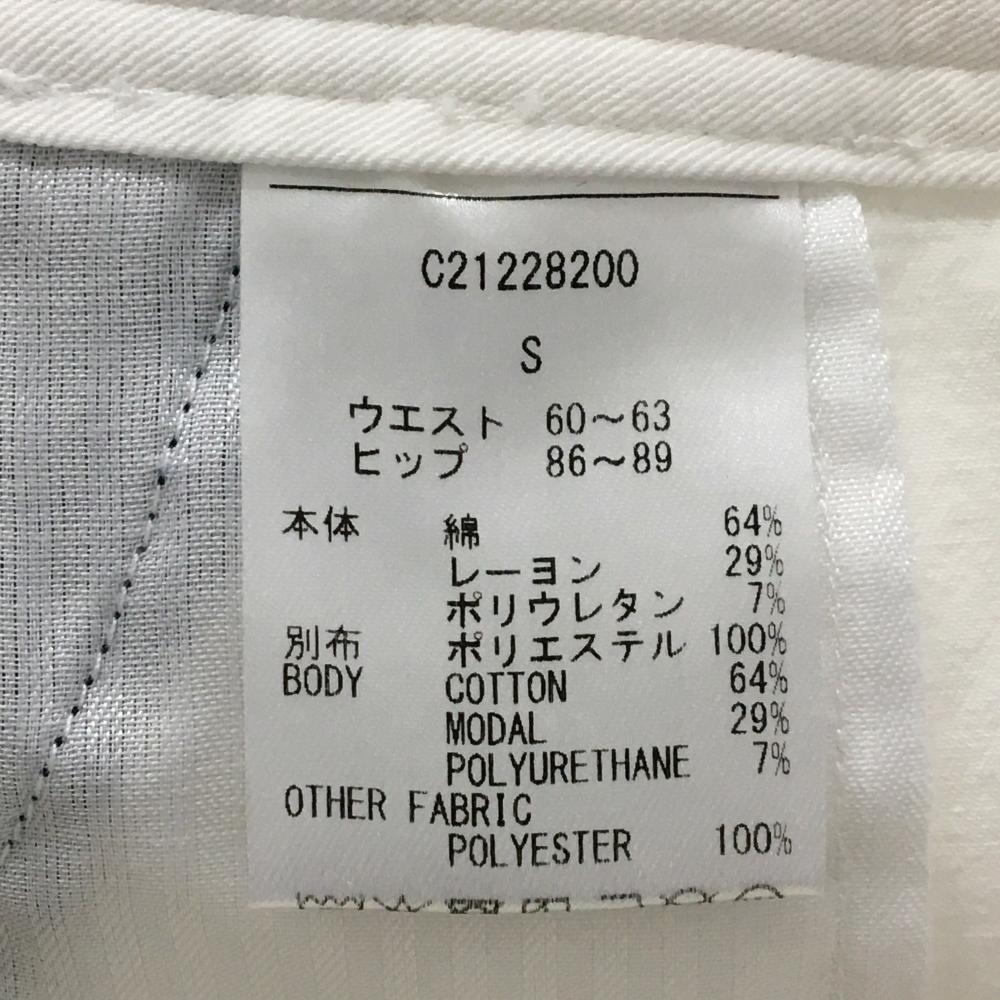 C21228200
S
ウエスト 60～63
ヒップ 86～89
本体 綿 64%
レーヨン 29%
ポリウレタン 7%
別布 ポリエステル 100%
BODY COTTON 64%
MODAL 29%
POLYURETHANE 7%
OTHER FABRIC
POLYESTER 100%